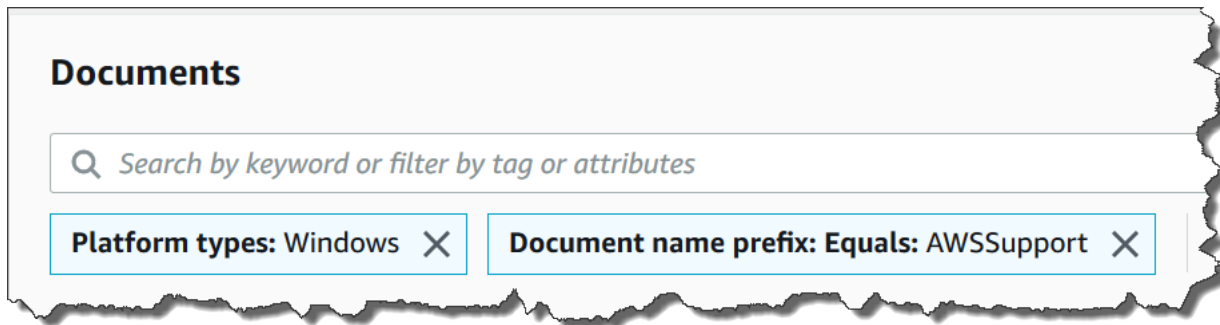 Documents
Search by keyword or filter by tag or attributes
Platform types: Windows Document name prefix: Equals: AWSSupport